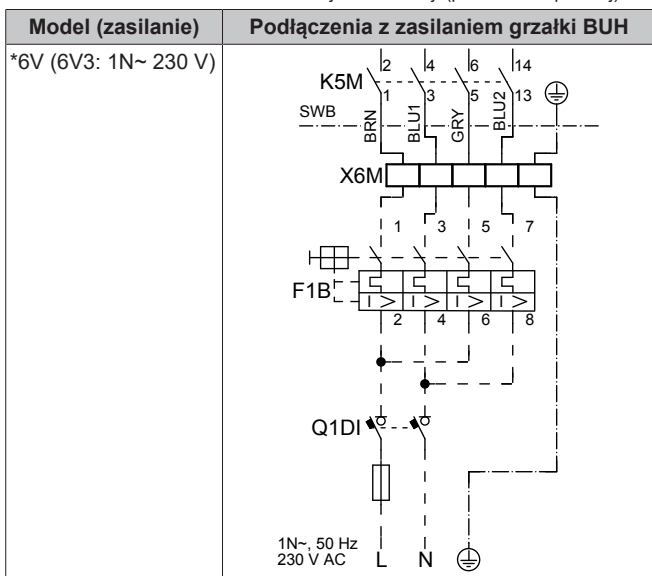 Model (zasilanie) Podłączenia z zasilaniem grzałki BUH
*6V (6V3: 1N~ 230 V)
2 4 6 14
K5M
1 3 5 13
SWB
BRN BLU1 GRY BLU2
X6M
1 3 5 7
F1B
I > I > I > I >
2 4 6 8
Q1DI
1N~, 50 Hz
230 V AC
L N